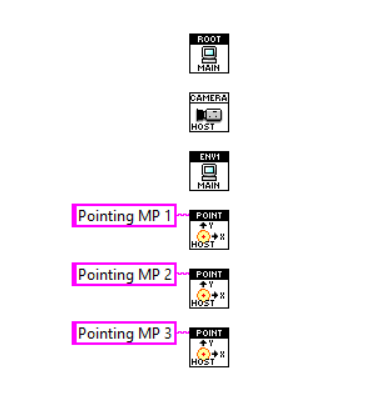 ROOT
MAIN
CAMERA
HOST
ENV1
MAIN
Pointing MP 1
POINT
Y
X
HOST
Pointing MP 2
POINT
Y
X
HOST
Pointing MP 3
POINT
Y
X
HOST